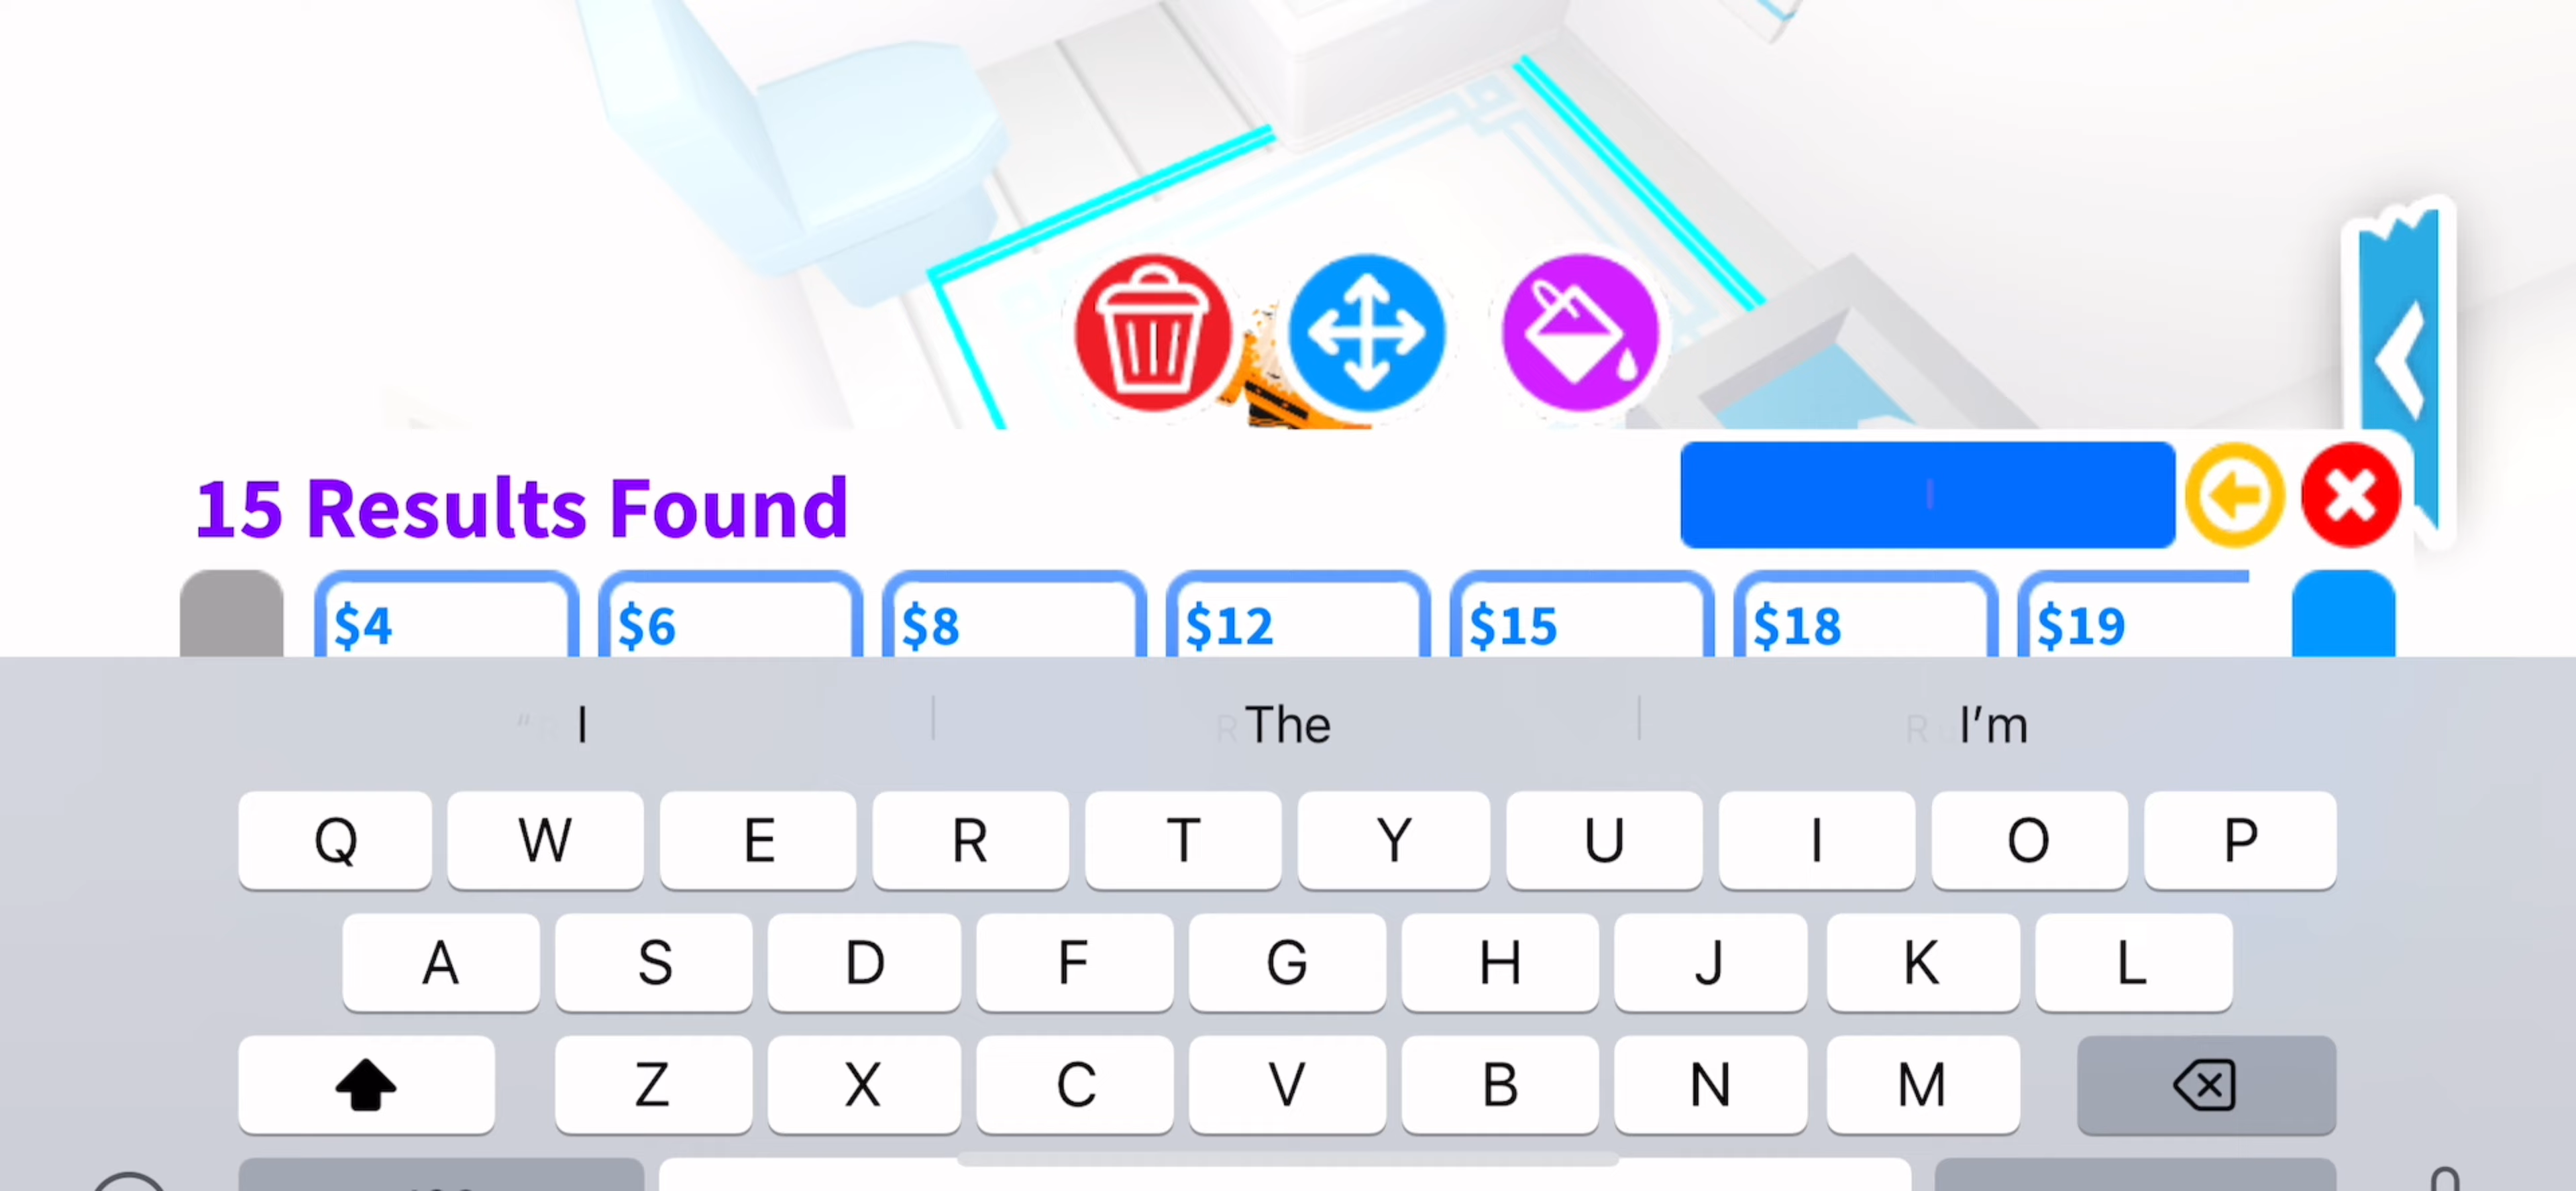 15 Results Found
$4 $6 $8 $12 $15 $18 $19
I The I'm
Q W E R T Y U I O P
A S D F G H J K L
Z X C V B N M